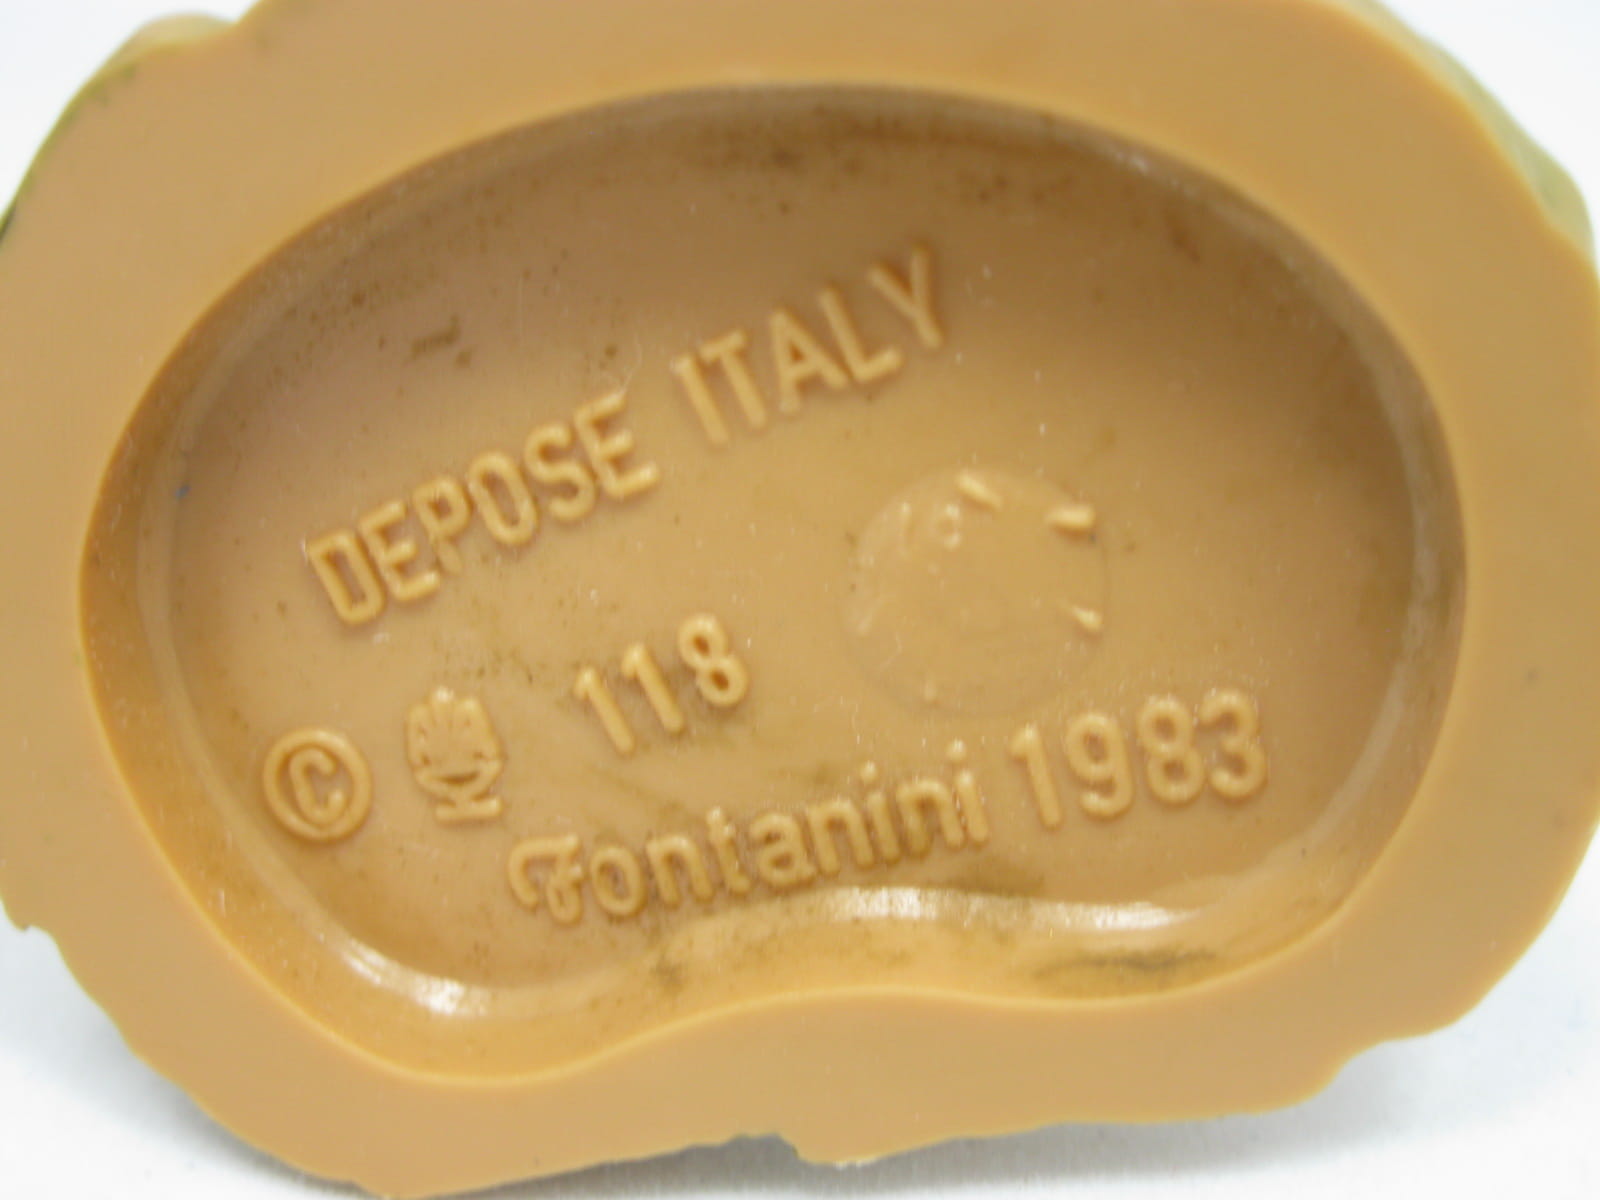 DEPOSE ITALY
© 118
Fontanini 1983